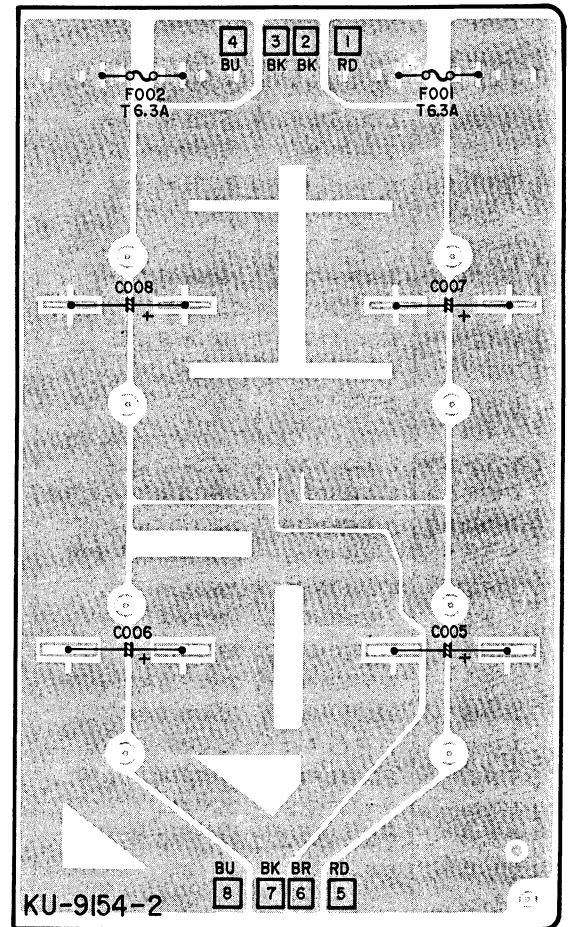 4 3 2 1
BU BK BK RD
F002 F001
T6.3A T6.3A
C008 C007
+ +
C006 C005
+ +
BU BK BR RD
8 7 6 5
KU-9154-2